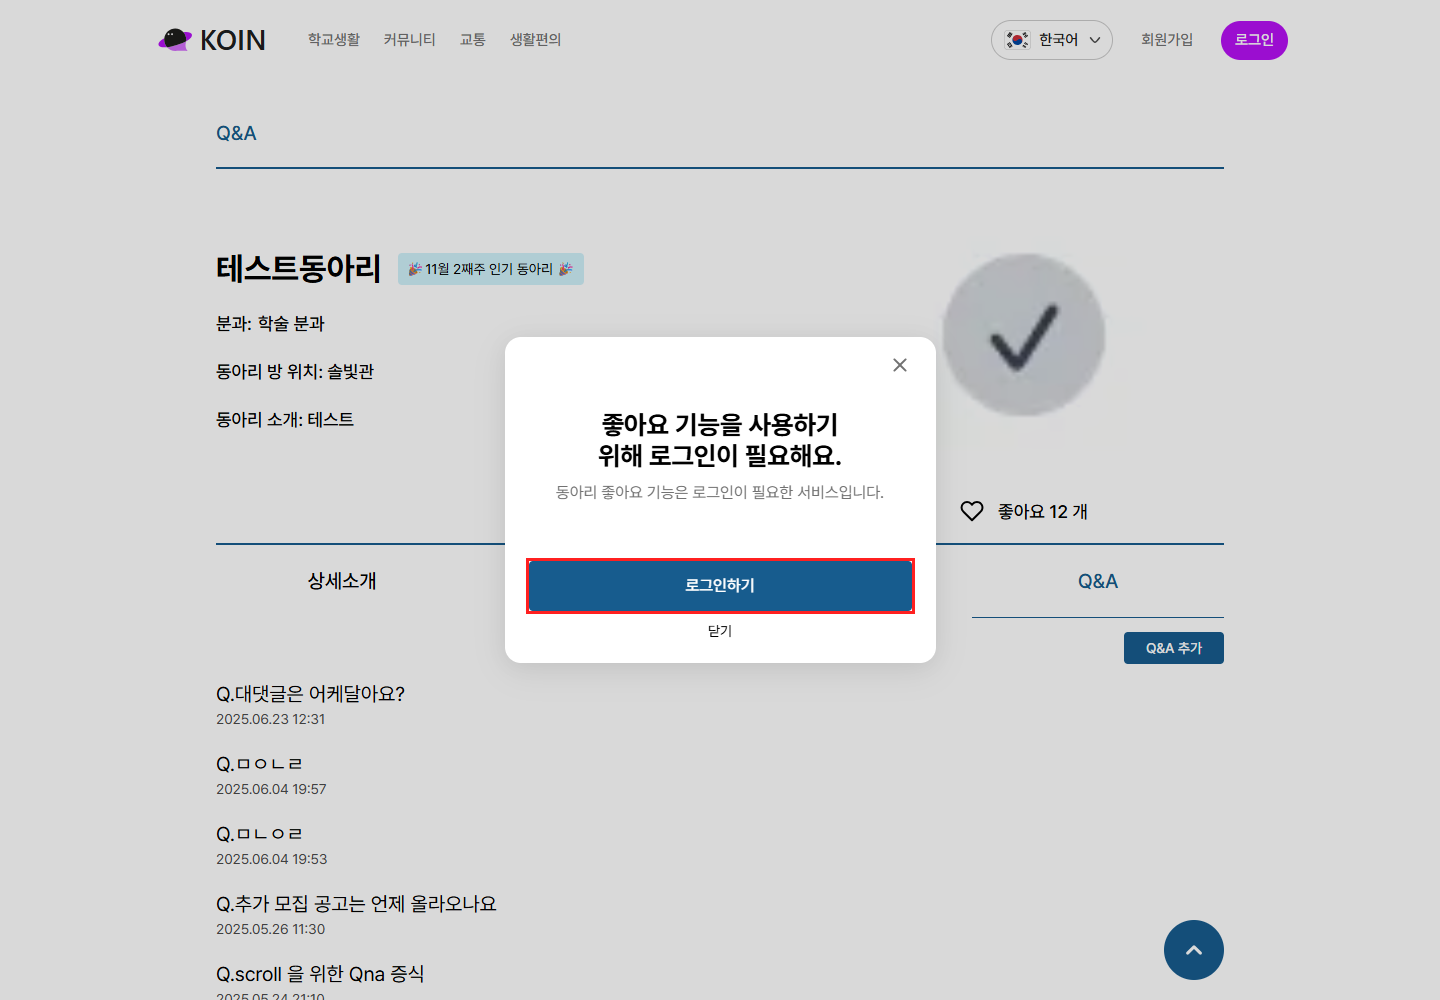 KOIN
학교생활 커뮤니티 교통 생활편의
한국어
회원가입
로그인
Q&A
테스트동아리
11월 2째주 인기 동아리
분과: 학술 분과
동아리 방 위치: 솔빛관
동아리 소개: 테스트
좋아요 12 개
좋아요 기능을 사용하기
위해 로그인이 필요해요.
동아리 좋아요 기능은 로그인이 필요한 서비스입니다.
로그인하기
닫기
상세소개
Q&A
Q&A 추가
Q.대댓글은 어케달아요?
2025.06.23 12:31
Q.ㅁㅇㄴㄹ
2025.06.04 19:57
Q.ㅁㄴㅇㄹ
2025.06.04 19:53
Q.추가 모집 공고는 언제 올라오나요
2025.05.26 11:30
Q.scroll 을 위한 Qna 증식
2025.05.24 21:10